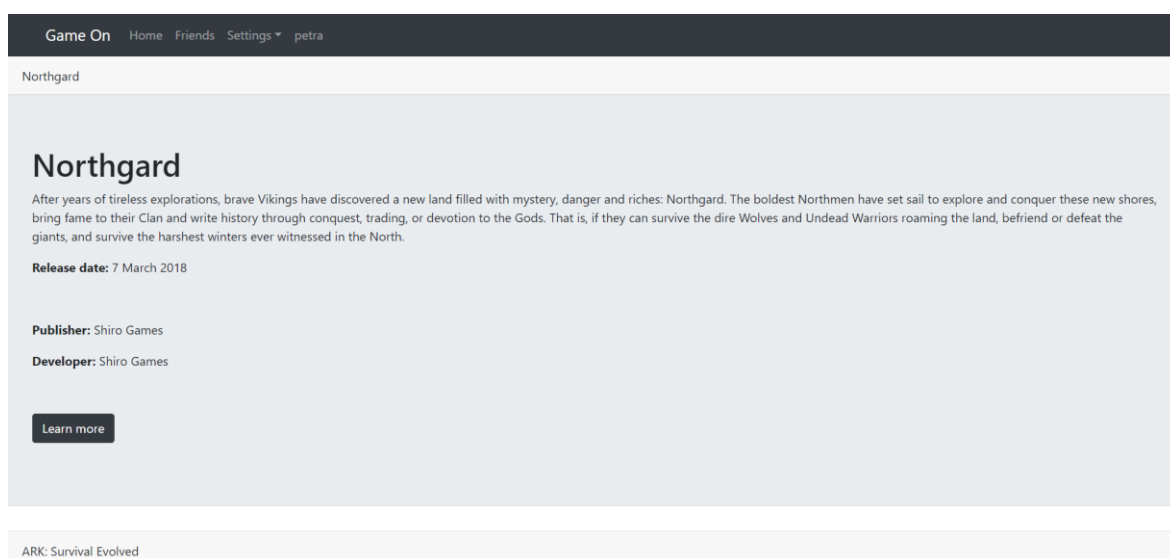 Game On Home Friends Settings petra
Northgard
Northgard
After years of tireless explorations, brave Vikings have discovered a new land filled with mystery, danger and riches: Northgard. The boldest Northmen have set sail to explore and conquer these new shores,
bring fame to their Clan and write history through conquest, trading, or devotion to the Gods. That is, if they can survive the dire Wolves and Undead Warriors roaming the land, befriend or defeat the
giants, and survive the harshest winters ever witnessed in the North.
Release date: 7 March 2018
Publisher: Shiro Games
Developer: Shiro Games
Learn more
ARK: Survival Evolved